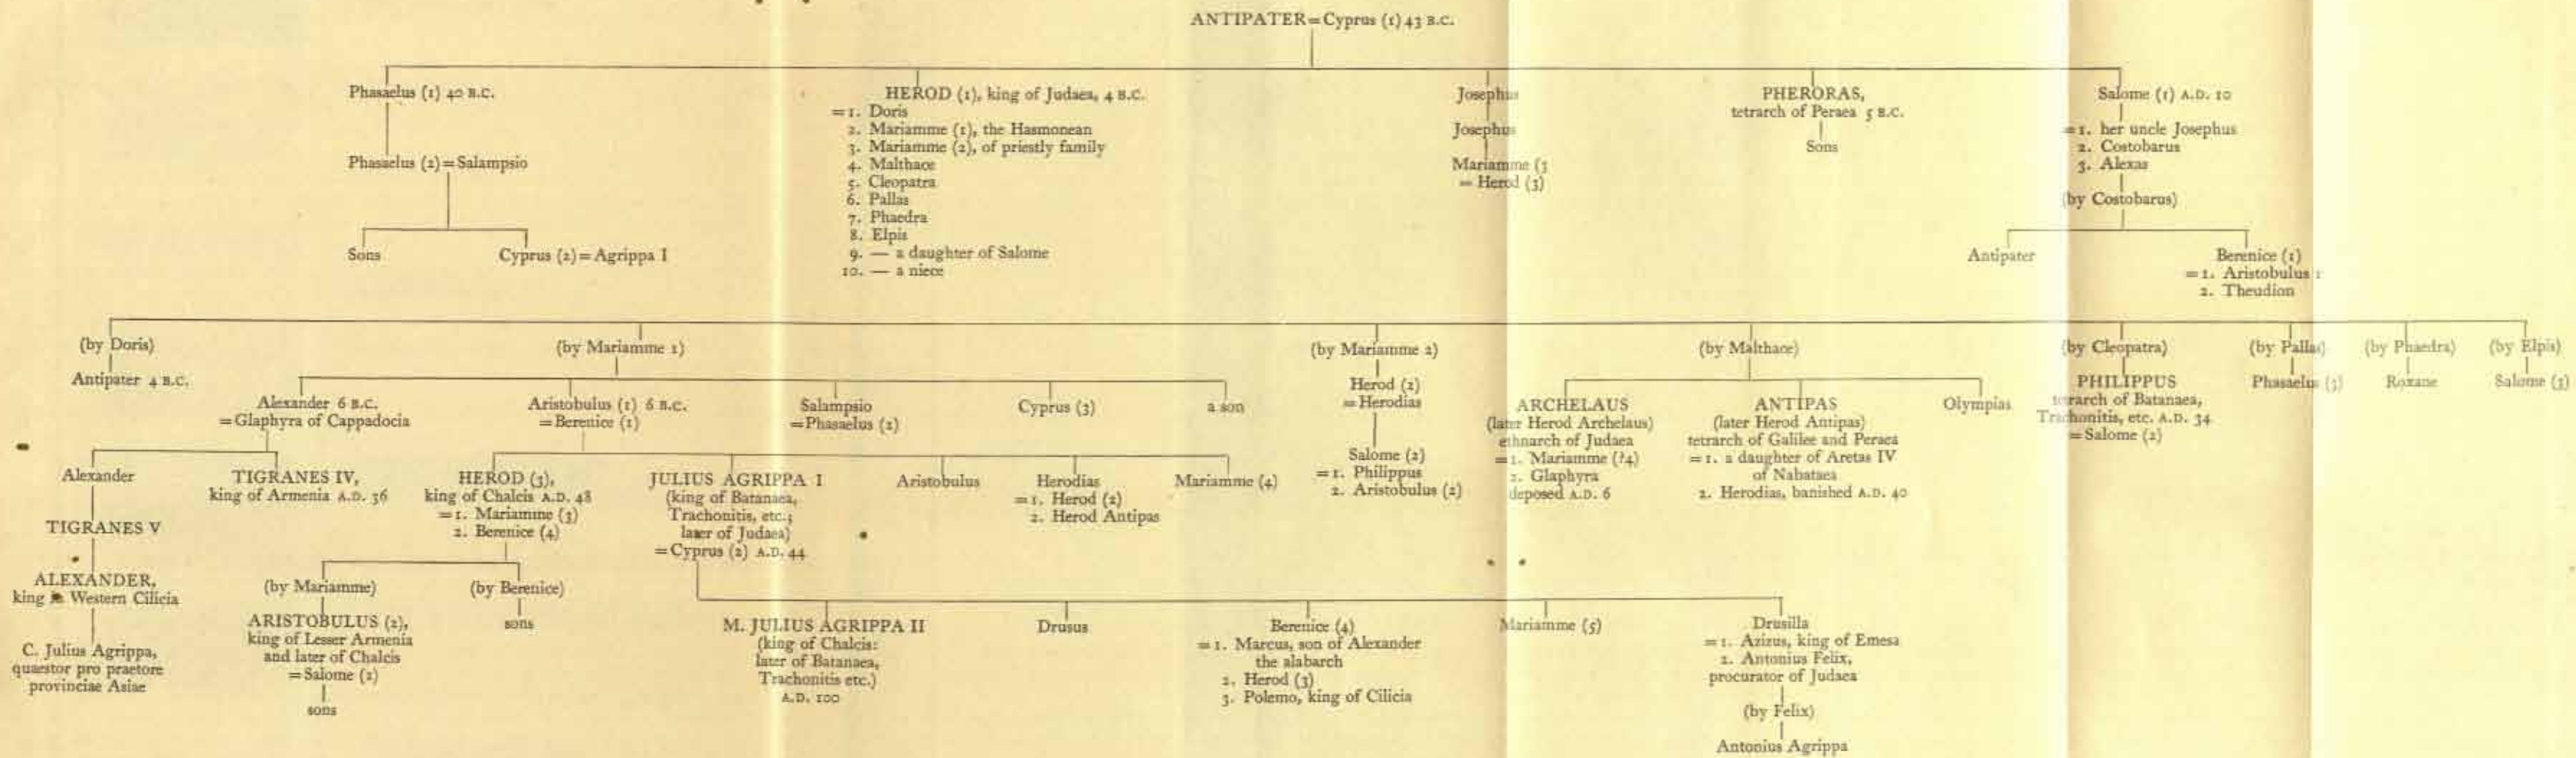 ANTIPATER=Cyprus (1) 43 B.C.
Phasaelus (1) 40 B.C.
Phasaelus (2)=Salampsio
Sons
Cyprus (2)=Agrippa I
HEROD (1), king of Judaea, 4 B.C.
=1. Doris
2. Mariamme (1), the Hasmonean
3. Mariamme (2), of priestly family
4. Malthace
5. Cleopatra
6. Pallas
7. Phaedra
8. Elpis
9. — a daughter of Salome
10. — a niece
Josephus
Josephus
Mariamme (3
= Herod (3)
PHERORAS,
tetrarch of Peraea 5 B.C.
Sons
Salome (1) A.D. 10
=1. her uncle Josephus
2. Costobarus
3. Alexas
(by Costobarus)
Antipater
Berenice (1)
=1. Aristobulus 1
2. Theudion
(by Doris)
Antipater 4 B.C.
(by Mariamme 1)
Alexander 6 B.C.
=Glaphyra of Cappadocia
Aristobulus (1) 6 B.C.
=Berenice (1)
Salampsio
=Phasaelus (2)
Cyprus (3)
a son
(by Mariamme 2)
Herod (2)
=Herodias
Salome (2)
=1. Philippus
2. Aristobulus (2)
(by Malthace)
ARCHELAUS
(later Herod Archelaus)
ethnarch of Judaea
=1. Mariamme (?4)
2. Glaphyra
deposed A.D. 6
ANTIPAS
(later Herod Antipas)
tetrarch of Galilee and Peraea
=1. a daughter of Aretas IV
of Nabataea
2. Herodias, banished A.D. 40
Olympias
(by Cleopatra)
PHILIPPUS
tetrarch of Batanaea,
Trachonitis, etc. A.D. 34
=Salome (2)
(by Pallas)
Phasaelus (3)
(by Phaedra)
Roxane
(by Elpis)
Salome (3)
Alexander
TIGRANES V
ALEXANDER,
king in Western Cilicia
C. Julius Agrippa,
quaestor pro praetore
provinciae Asiae
TIGRANES IV,
king of Armenia A.D. 36
HEROD (3),
king of Chalcis A.D. 48
=1. Mariamme (3)
2. Berenice (4)
(by Mariamme)
ARISTOBULUS (2),
king of Lesser Armenia
and later of Chalcis
=Salome (2)
sons
(by Berenice)
sons
JULIUS AGRIPPA I
(king of Batanaea,
Trachonitis, etc.;
later of Judaea)
=Cyprus (2) A.D. 44
Aristobulus
Herodias
=1. Herod (2)
2. Herod Antipas
Mariamme (4)
M. JULIUS AGRIPPA II
(king of Chalcis:
later of Batanaea,
Trachonitis etc.)
A.D. 100
Drusus
Berenice (4)
=1. Marcus, son of Alexander
the alabarch
2. Herod (3)
3. Polemo, king of Cilicia
Mariamme (5)
Drusilla
=1. Azizus, king of Emesa
2. Antonius Felix,
procurator of Judaea
(by Felix)
Antonius Agrippa